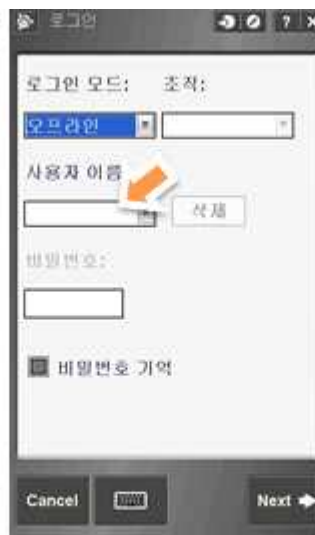 로그인
로그인 모드: 조직:
오프라인
사용자 이름
삭제
비밀번호:
비밀번호 기억
Cancel Next